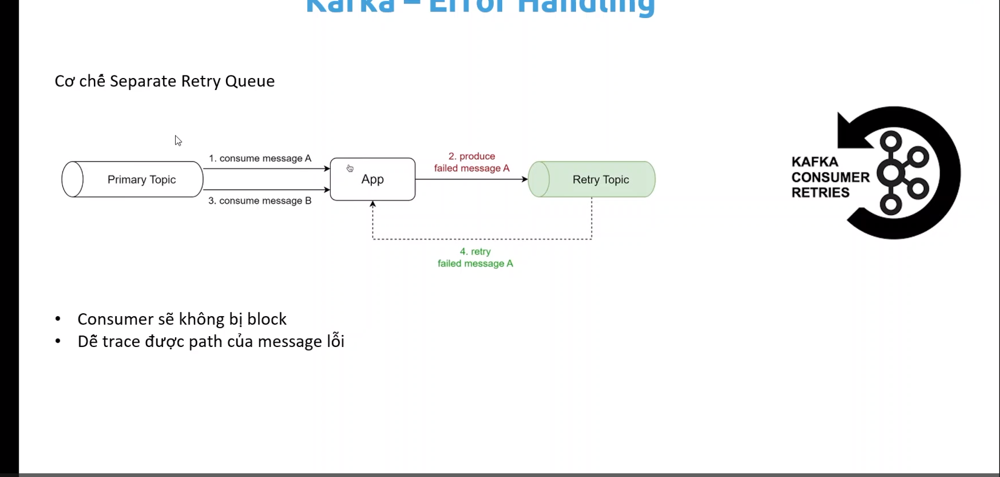 Kafka – Error Handling
Cơ chế Separate Retry Queue
1. consume message A
2. produce
failed message A
Primary Topic
App
Retry Topic
3. consume message B
4. retry
failed message A
KAFKA
CONSUMER
RETRIES
• Consumer sẽ không bị block
• Dễ trace được path của message lỗi